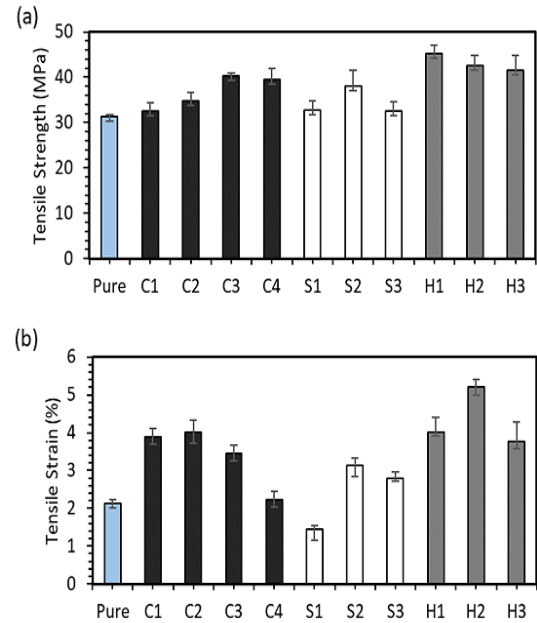 (a)
Tensile Strength (MPa)
50
40
30
20
10
0
Pure C1 C2 C3 C4 S1 S2 S3 H1 H2 H3
(b)
Tensile Strain (%)
6
5
4
3
2
1
0
Pure C1 C2 C3 C4 S1 S2 S3 H1 H2 H3